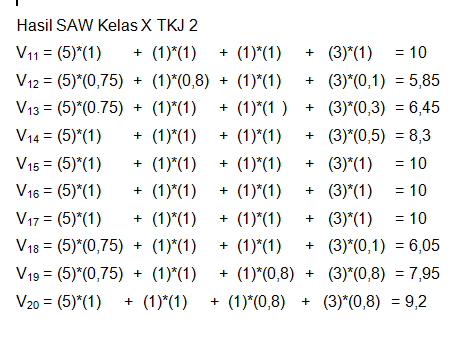 Hasil SAW Kelas X TKJ 2
V11 = (5)*(1) + (1)*(1) + (1)*(1) + (3)*(1) = 10
V12 = (5)*(0,75) + (1)*(0,8) + (1)*(1) + (3)*(0,1) = 5,85
V13 = (5)*(0.75) + (1)*(1) + (1)*(1 ) + (3)*(0,3) = 6,45
V14 = (5)*(1) + (1)*(1) + (1)*(1) + (3)*(0,5) = 8,3
V15 = (5)*(1) + (1)*(1) + (1)*(1) + (3)*(1) = 10
V16 = (5)*(1) + (1)*(1) + (1)*(1) + (3)*(1) = 10
V17 = (5)*(1) + (1)*(1) + (1)*(1) + (3)*(1) = 10
V18 = (5)*(0,75) + (1)*(1) + (1)*(1) + (3)*(0,1) = 6,05
V19 = (5)*(0,75) + (1)*(1) + (1)*(0,8) + (3)*(0,8) = 7,95
V20 = (5)*(1) + (1)*(1) + (1)*(0,8) + (3)*(0,8) = 9,2